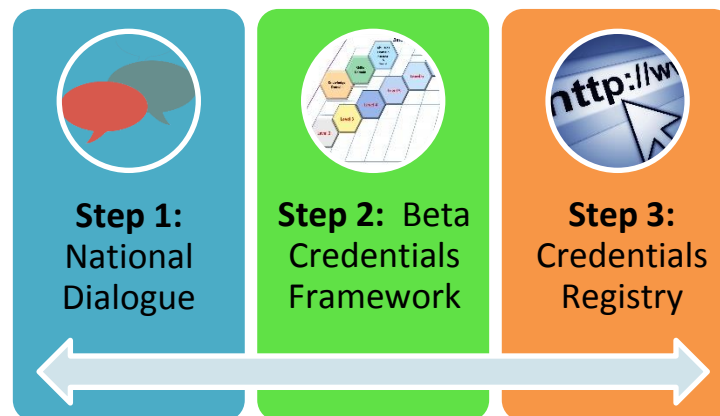 Step 1:
National
Dialogue
Step 2: Beta
Credentials
Framework
http://w
Step 3:
Credentials
Registry